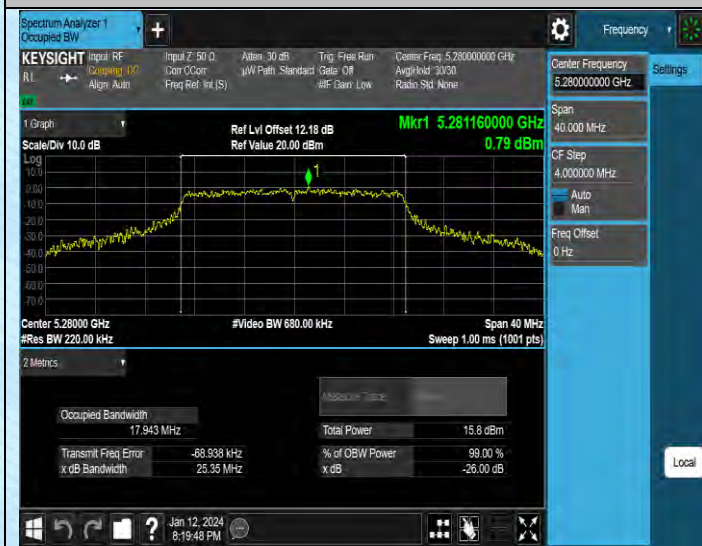 Spectrum Analyzer 1
Occupied BW
+
Frequency
KEYSIGHT
Input: RF
Coupling: DC
Align: Auto
Input Z: 50 Ω
Corr CCorr
Freq Ref: Int (S)
Atten: 30 dB
µW Path: Standard
Trig: Free Run
Gate: Off
#IF Gain: Low
Center Freq: 5.280000000 GHz
Avg|Hold: 30/30
Radio Std: None
Center Frequency
5.280000000 GHz
Settings
Span
40.000 MHz
CF Step
4.000000 MHz
Auto
Man
Freq Offset
0 Hz
Local
1 Graph
Scale/Div 10.0 dB
Ref Lvl Offset 12.18 dB
Ref Value 20.00 dBm
Mkr1 5.281160000 GHz
0.79 dBm
Log
10.0
0.00
-10.0
-20.0
-30.0
-40.0
-50.0
-60.0
-70.0
1
Center 5.28000 GHz
#Res BW 220.00 kHz
#Video BW 680.00 kHz
Span 40 MHz
Sweep 1.00 ms (1001 pts)
2 Metrics
Measure Trace
Occupied Bandwidth
17.943 MHz
Total Power 15.8 dBm
Transmit Freq Error -68.938 kHz
% of OBW Power 99.00 %
x dB Bandwidth 25.35 MHz
x dB -26.00 dB
?
Jan 12, 2024
8:19:48 PM